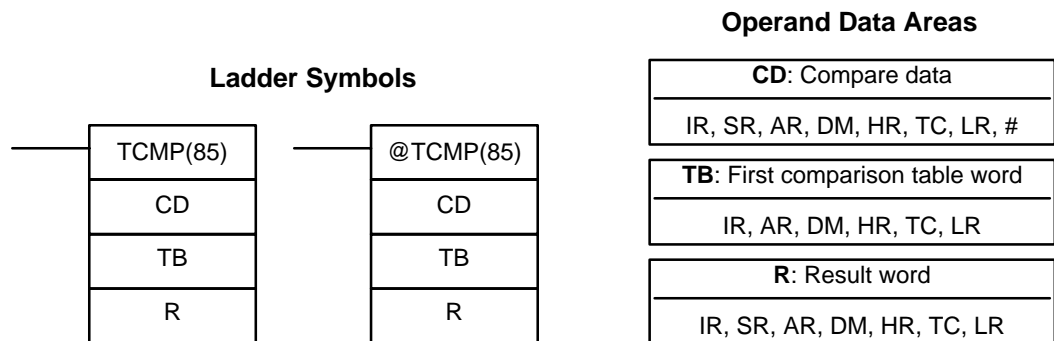 Operand Data Areas
Ladder Symbols
TCMP(85)
CD
TB
R
@TCMP(85)
CD
TB
R
CD: Compare data
IR, SR, AR, DM, HR, TC, LR, #
TB: First comparison table word
IR, AR, DM, HR, TC, LR
R: Result word
IR, SR, AR, DM, HR, TC, LR